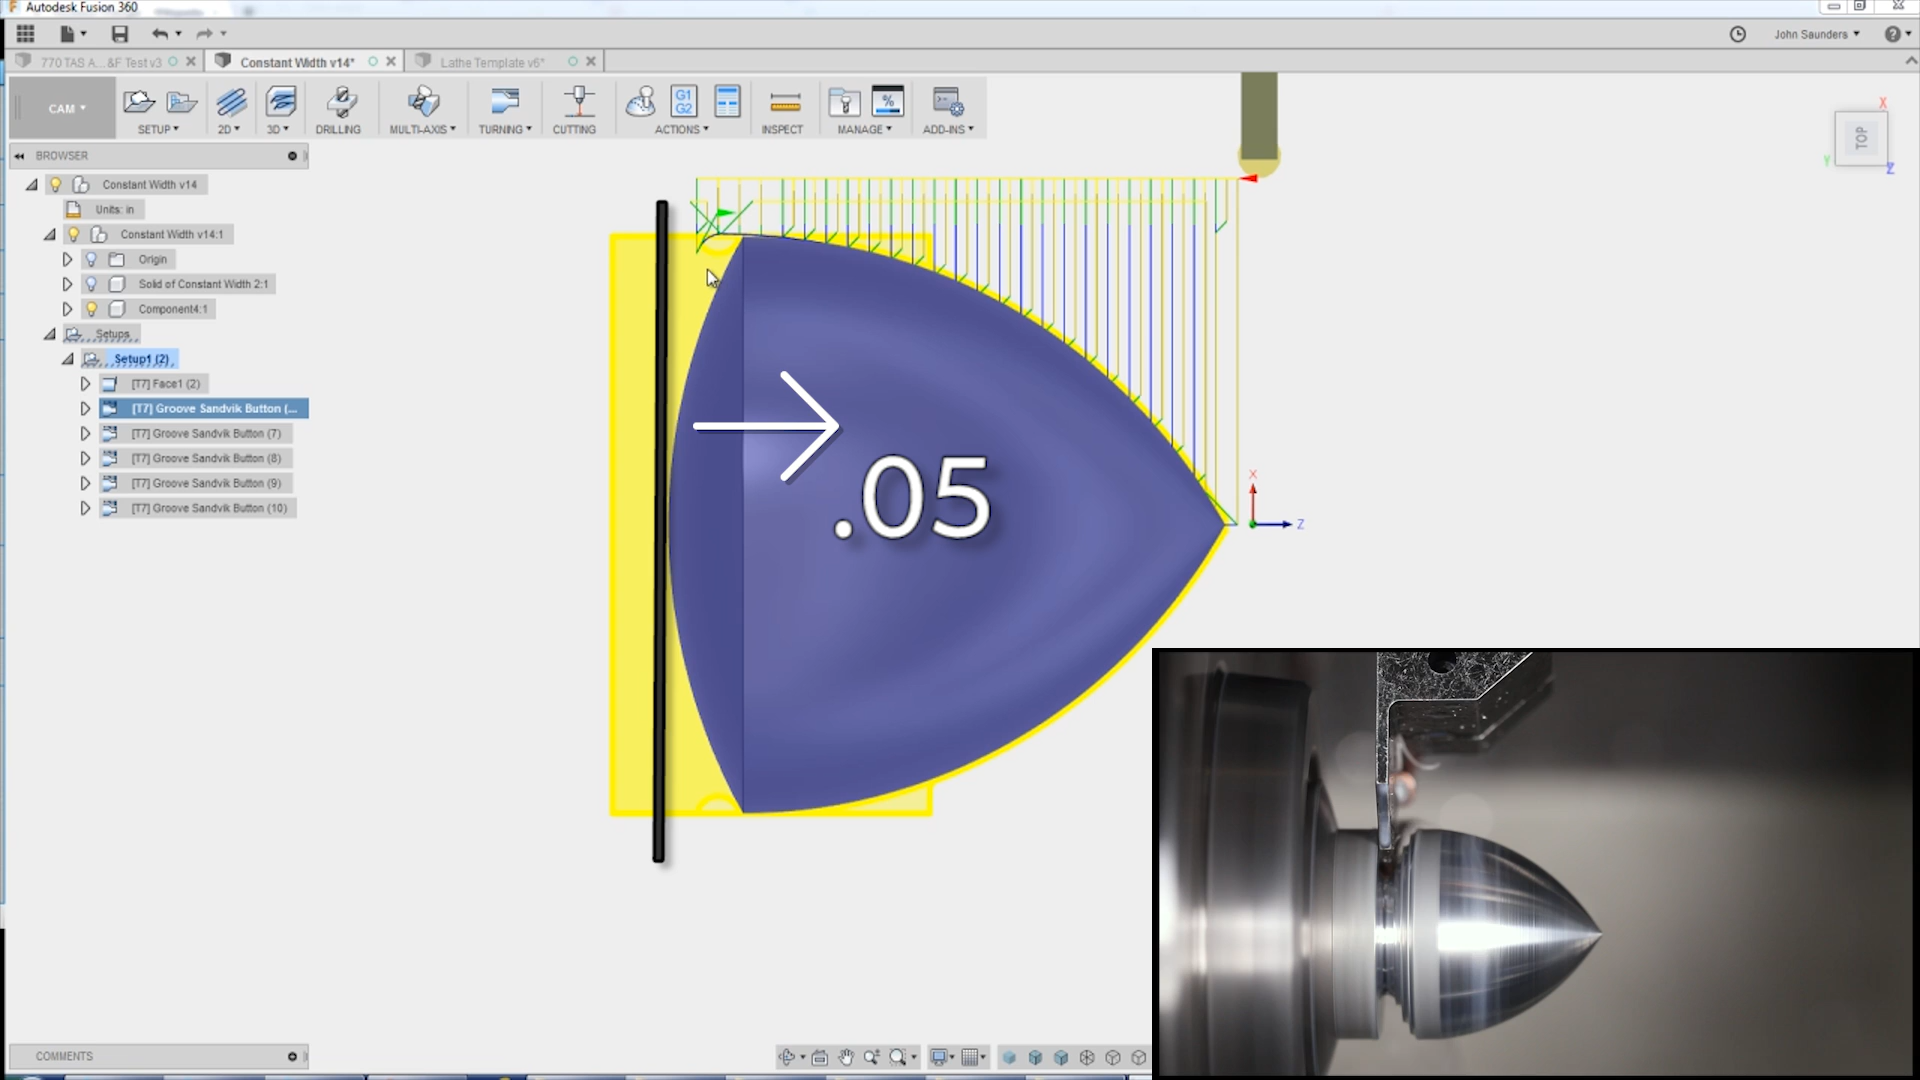 Autodesk Fusion 360
John Saunders
770 TAS A...&F Test v3
Constant Width v14*
Lathe Template v6*
CAM
SETUP
2D
3D
DRILLING
MULTI-AXIS
TURNING
CUTTING
G1
G2
ACTIONS
INSPECT
%
MANAGE
ADD-INS
X
TOP
Y
Z
BROWSER
Constant Width v14
Units: in
Constant Width v14:1
Origin
Solid of Constant Width 2:1
Component4:1
Setups
Setup1 (2)
[T7] Face1 (2)
[T7] Groove Sandvik Button (...
[T7] Groove Sandvik Button (7)
[T7] Groove Sandvik Button (8)
[T7] Groove Sandvik Button (9)
[T7] Groove Sandvik Button (10)
.05
X
Z
COMMENTS